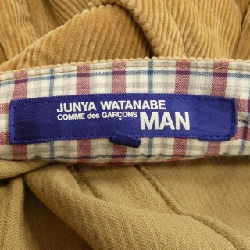 JUNYA WATANABE
COMME des GARÇONS MAN